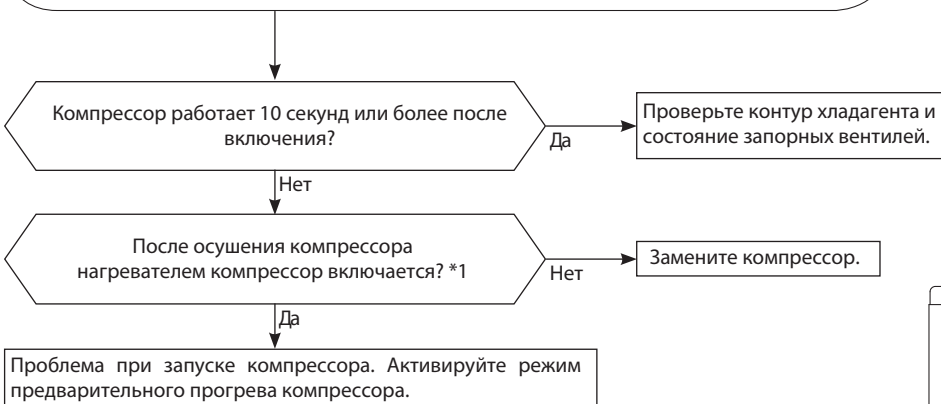 Компрессор работает 10 секунд или более после
включения?
Да
Проверьте контур хладагента и
состояние запорных вентилей.
Нет
После осушения компрессора
нагревателем компрессор включается? *1
Нет
Замените компрессор.
Да
Проблема при запуске компрессора. Активируйте режим
предварительного прогрева компрессора.